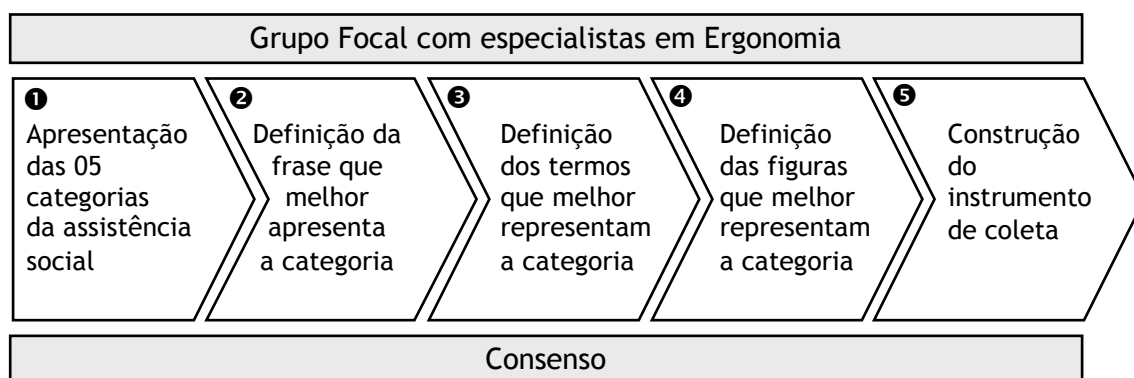 Grupo Focal com especialistas em Ergonomia
❶
Apresentação
das 05
categorias
da assistência
social
❷
Definição da
frase que
melhor
apresenta
a categoria
❸
Definição
dos termos
que melhor
representam
a categoria
❹
Definição
das figuras
que melhor
representam
a categoria
❺
Construção
do
instrumento
de coleta
Consenso